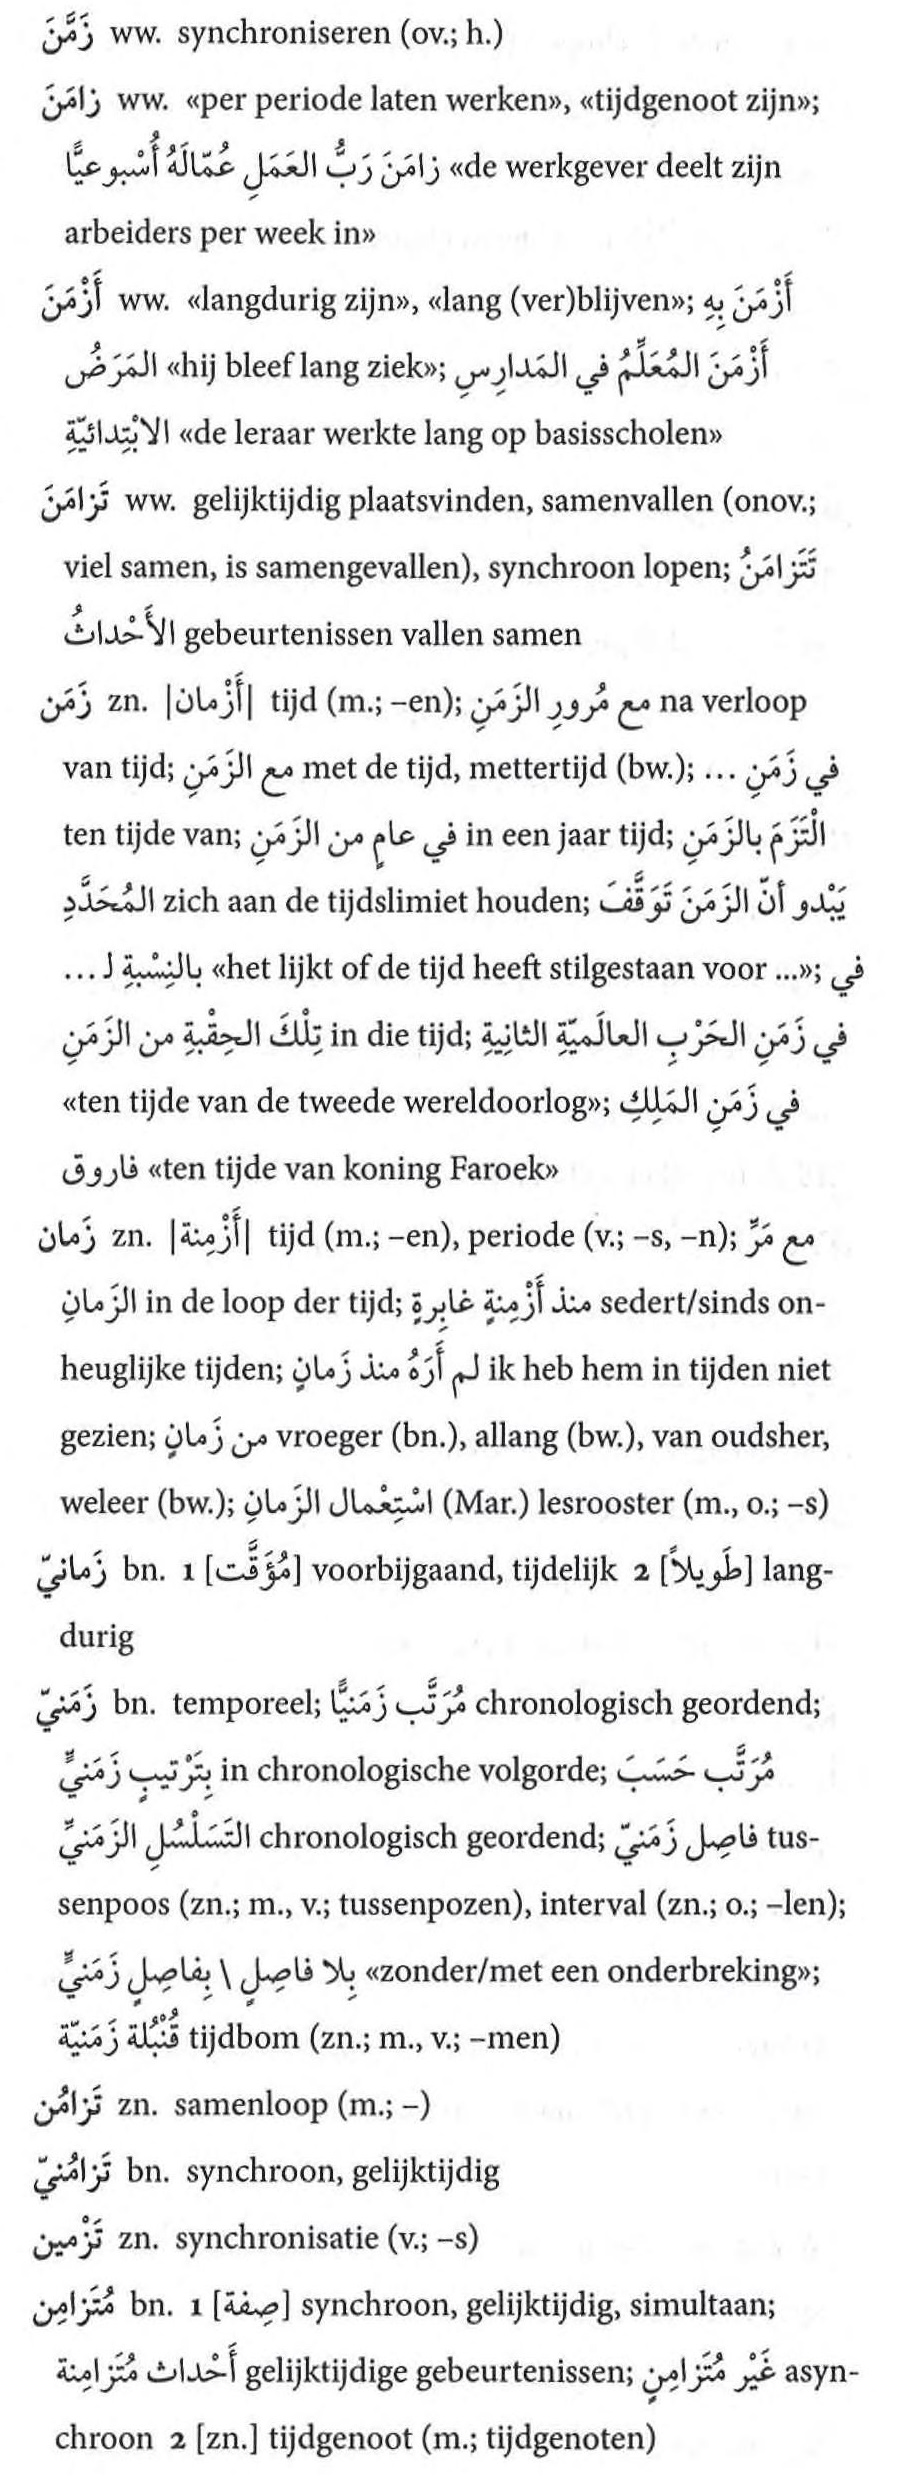 زَمَّنَ ww. synchroniseren (ov.; h.)
زامَنَ ww. «per periode laten werken», «tijdgenoot zijn»;
زامَنَ رَبُّ العَمَلِ عُمّالَهُ أُسْبوعيًّا «de werkgever deelt zijn
arbeiders per week in»
أَزْمَنَ ww. «langdurig zijn», «lang (ver)blijven»; أَزْمَنَ بِهِ
المَرَضُ «hij bleef lang ziek»; أَزْمَنَ المُعَلِّمُ في المَدارِسِ
الابْتِدائيّةِ «de leraar werkte lang op basisscholen»
تَزامَنَ ww. gelijktijdig plaatsvinden, samenvallen (onov.;
viel samen, is samengevallen), synchroon lopen; تَتَزامَنُ
الأَحْداثُ gebeurtenissen vallen samen
زَمَن zn. |أَزْمان| tijd (m.; –en); مع مُرورِ الزَمَنِ na verloop
van tijd; مع الزَمَنِ met de tijd, mettertijd (bw.); في زَمَنِ ...
ten tijde van; في عامٍ من الزَمَنِ in een jaar tijd; الْتَزَمَ بالزَمَنِ
المُحَدَّدِ zich aan de tijdslimiet houden; يَبْدو أنّ الزَمَنَ تَوَقَّفَ
بالنِسْبةِ لـ ... «het lijkt of de tijd heeft stilgestaan voor ...»; في
تِلْكَ الحِقْبةِ من الزَمَنِ in die tijd; في زَمَنِ الحَرْبِ العالَميّةِ الثانِيةِ
«ten tijde van de tweede wereldoorlog»; في زَمَنِ المَلِكِ
فاروق «ten tijde van koning Faroek»
زَمان zn. |أَزْمِنة| tijd (m.; –en), periode (v.; –s, –n); مع مَرِّ
الزَمانِ in de loop der tijd; منذ أَزْمِنةٍ غابِرةٍ sedert/sinds on-
heuglijke tijden; لم أَرَهُ منذ زَمانٍ ik heb hem in tijden niet
gezien; من زَمانٍ vroeger (bn.), allang (bw.), van oudsher,
weleer (bw.); اسْتِعْمال الزَمانِ (Mar.) lesrooster (m., o.; –s)
زَمانيّ bn. 1 [مُؤَقَّت] voorbijgaand, tijdelijk 2 [طَويلاً] lang-
durig
زَمَنيّ bn. temporeel; مُرَتَّب زَمَنيًّا chronologisch geordend;
بِتَرْتيبٍ زَمَنيٍّ in chronologische volgorde; مُرَتَّب حَسَبَ
التَسَلْسُلِ الزَمَنيِّ chronologisch geordend; فاصِل زَمَنيّ tus-
senpoos (zn.; m., v.; tussenpozen), interval (zn.; o.; –len);
بِلا فاصِلٍ \ بِفاصِلٍ زَمَنيٍّ «zonder/met een onderbreking»;
قُنْبُلة زَمَنيّة tijdbom (zn.; m., v.; –men)
تَزامُن zn. samenloop (m.; –)
تَزامُنيّ bn. synchroon, gelijktijdig
تَزْمين zn. synchronisatie (v.; –s)
مُتَزامِن bn. 1 [صِفة] synchroon, gelijktijdig, simultaan;
أَحْداث مُتَزامِنة gelijktijdige gebeurtenissen; غَيْر مُتَزامِنٍ asyn-
chroon 2 [zn.] tijdgenoot (m.; tijdgenoten)